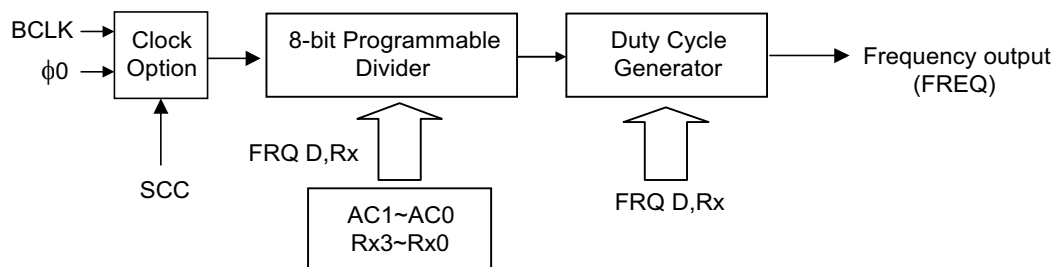 BCLK
ϕ0
Clock
Option
SCC
8-bit Programmable
Divider
FRQ D,Rx
AC1~AC0
Rx3~Rx0
Duty Cycle
Generator
FRQ D,Rx
Frequency output
(FREQ)